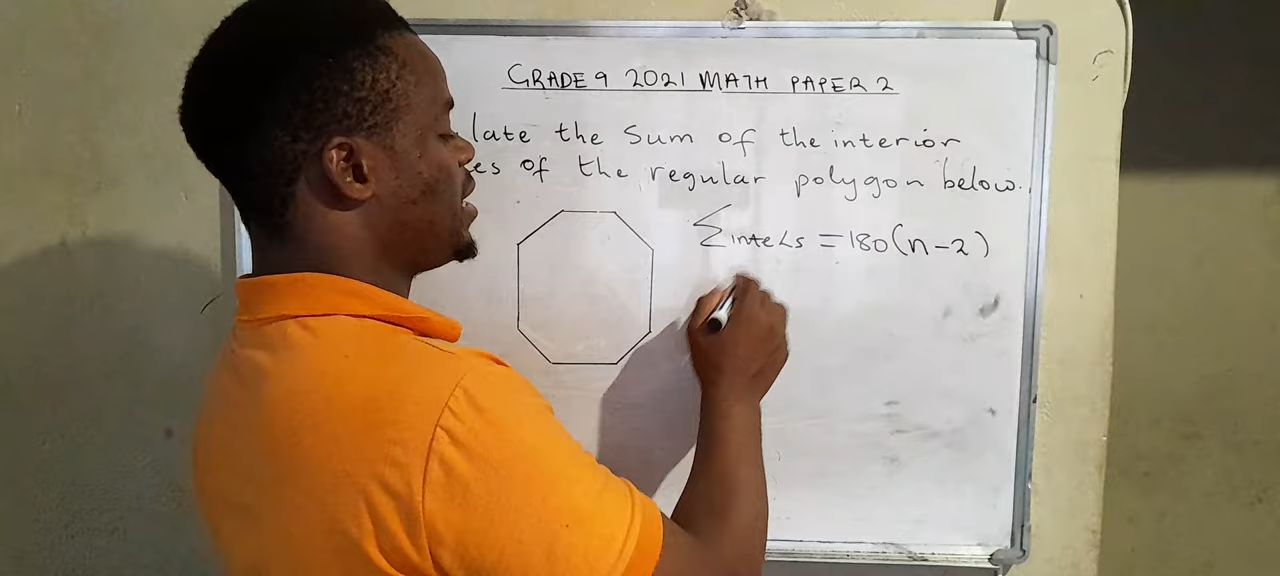 GRADE 9 2021 MATH PAPER 2
late the Sum of the interior
es of the regular polygon below.
∑inte∠s = 180(n-2)